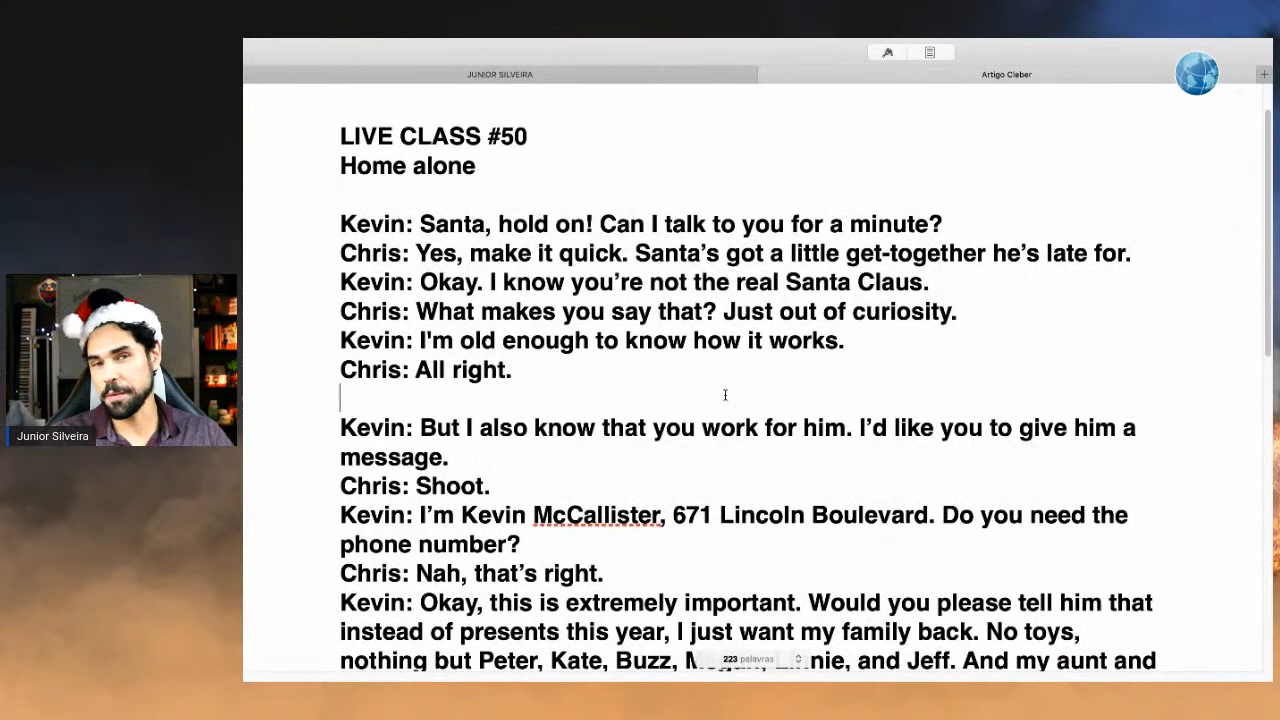 JUNIOR SILVEIRA
Artigo Cleber
LIVE CLASS #50
Home alone
Kevin: Santa, hold on! Can I talk to you for a minute?
Chris: Yes, make it quick. Santa’s got a little get-together he’s late for.
Kevin: Okay. I know you’re not the real Santa Claus.
Chris: What makes you say that? Just out of curiosity.
Kevin: I'm old enough to know how it works.
Chris: All right.
Kevin: But I also know that you work for him. I’d like you to give him a
message.
Chris: Shoot.
Kevin: I’m Kevin McCallister, 671 Lincoln Boulevard. Do you need the
phone number?
Chris: Nah, that’s right.
Kevin: Okay, this is extremely important. Would you please tell him that
instead of presents this year, I just want my family back. No toys,
nothing but Peter, Kate, Buzz, and Jeff. And my aunt and
223 palavras
Junior Silveira